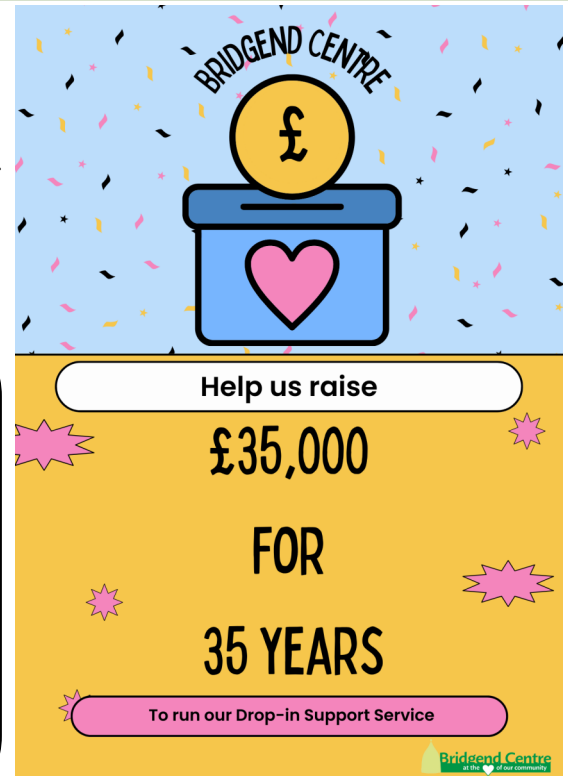 BRIDGEND CENTRE
£
Help us raise
£35,000
FOR
35 YEARS
To run our Drop-in Support Service
Bridgend Centre
at the of our community